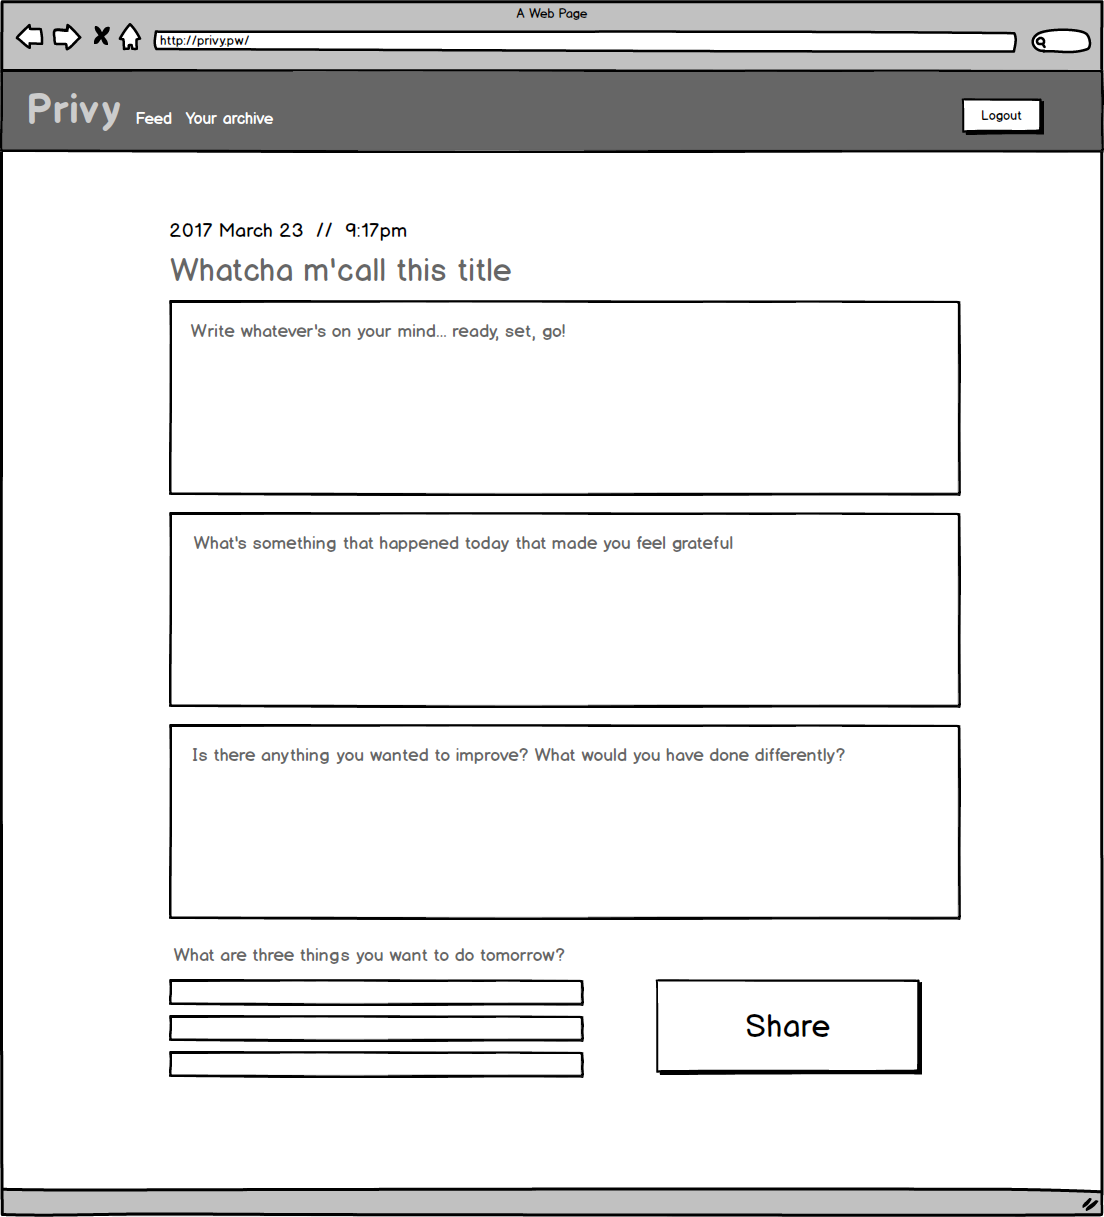 A Web Page
http://privy.pw/
Privy Feed Your archive Logout
2017 March 23 // 9:17pm
Whatcha m'call this title
Write whatever's on your mind... ready, set, go!
What's something that happened today that made you feel grateful
Is there anything you wanted to improve? What would you have done differently?
What are three things you want to do tomorrow?
Share